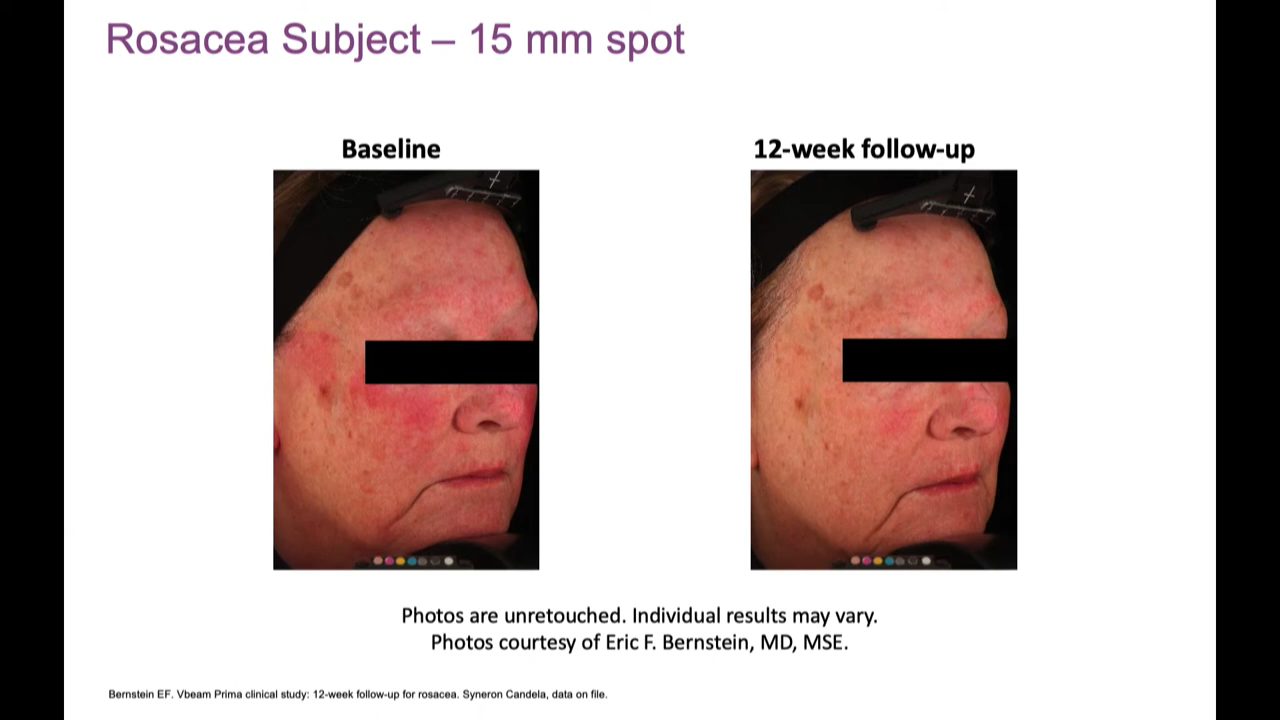 Rosacea Subject – 15 mm spot
Baseline
12-week follow-up
Photos are unretouched. Individual results may vary.
Photos courtesy of Eric F. Bernstein, MD, MSE.
Bernstein EF. Vbeam Prima clinical study: 12-week follow-up for rosacea. Syneron Candela, data on file.